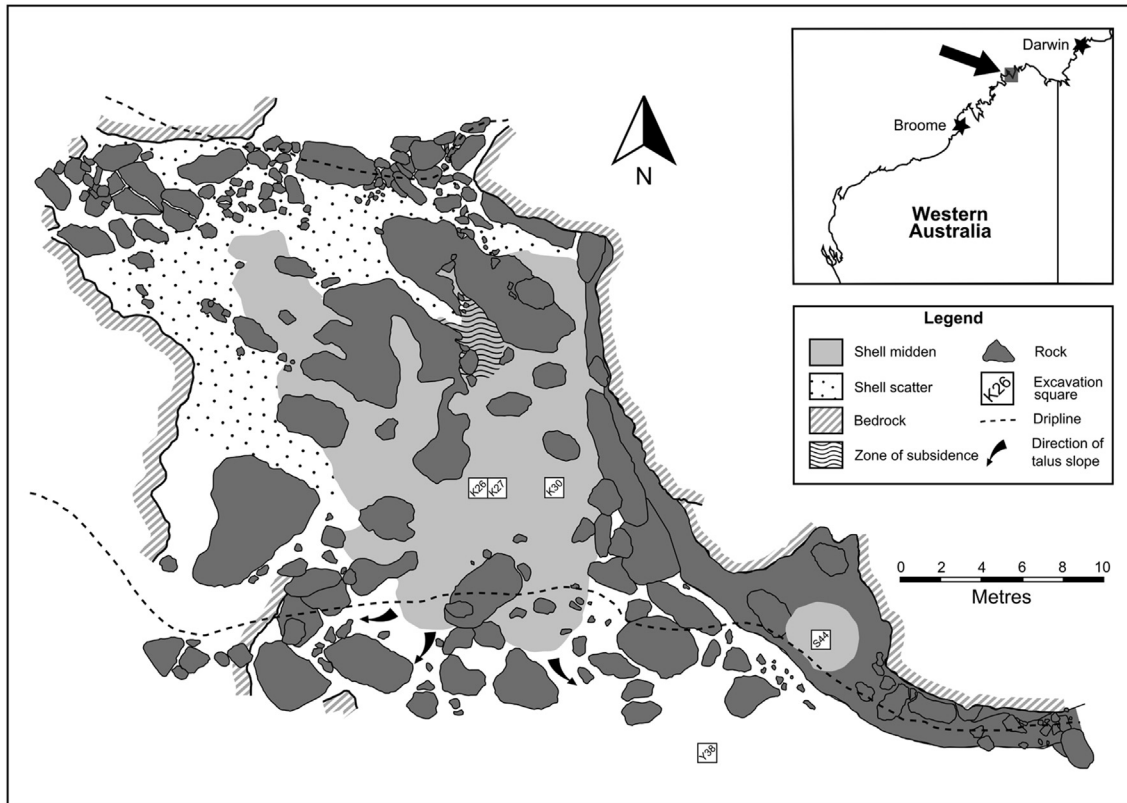 Darwin
Broome
Western
Australia
N
Legend
Shell midden
Rock
Shell scatter
K26
Excavation
square
Bedrock
Dripline
Zone of subsidence
Direction of
talus slope
K26
K27
K30
0 2 4 6 8 10
Metres
S44
Y38